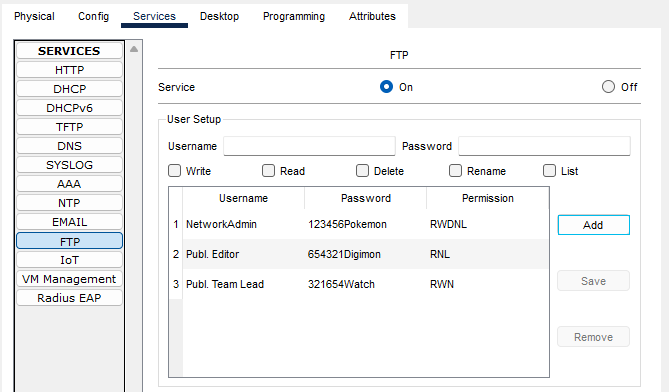 Physical Config Services Desktop Programming Attributes
SERVICES
HTTP
DHCP
DHCPv6
TFTP
DNS
SYSLOG
AAA
NTP
EMAIL
FTP
IoT
VM Management
Radius EAP
FTP
Service On Off
User Setup
Username Password
Write Read Delete Rename List
Username Password Permission
1 NetworkAdmin 123456Pokemon RWDNL
2 Publ. Editor 654321Digimon RNL
3 Publ. Team Lead 321654Watch RWN
Add
Save
Remove